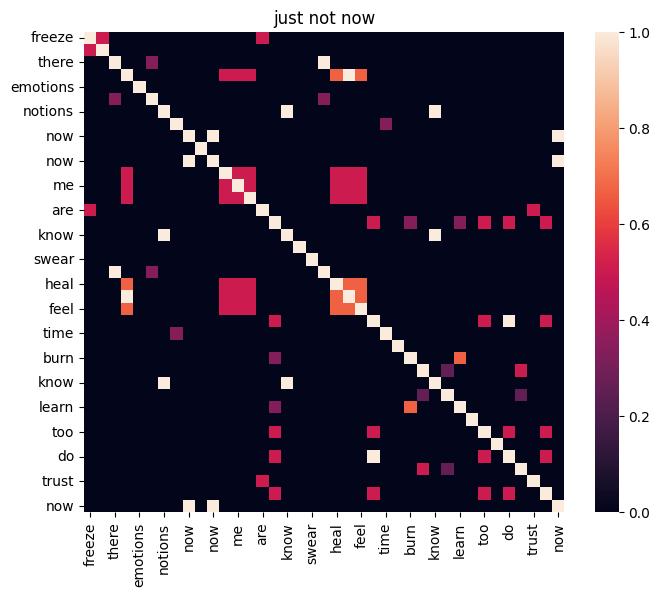 just not now
freeze
there
emotions
notions
now
now
me
are
know
swear
heal
feel
time
burn
know
learn
too
do
trust
now
1.0
0.8
0.6
0.4
0.2
0.0
freeze
there
emotions
notions
now
now
me
are
know
swear
heal
feel
time
burn
know
learn
too
do
trust
now